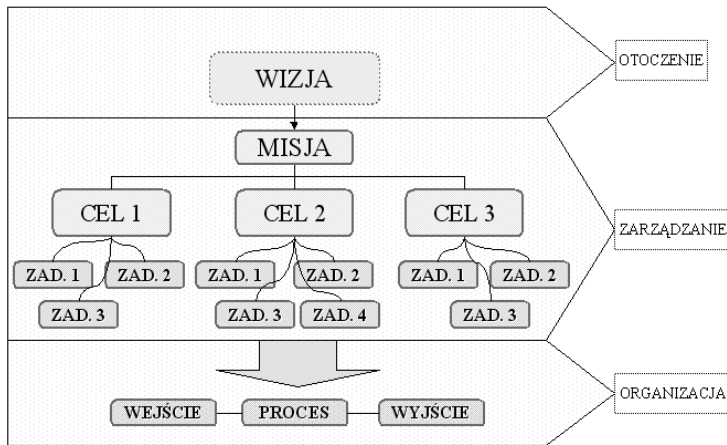 WIZJA
OTOCZENIE
MISJA
CEL 1
CEL 2
CEL 3
ZARZĄDZANIE
ZAD. 1
ZAD. 2
ZAD. 1
ZAD. 2
ZAD. 1
ZAD. 2
ZAD. 3
ZAD. 3
ZAD. 4
ZAD. 3
WEJŚCIE
PROCES
WYJŚCIE
ORGANIZACJA